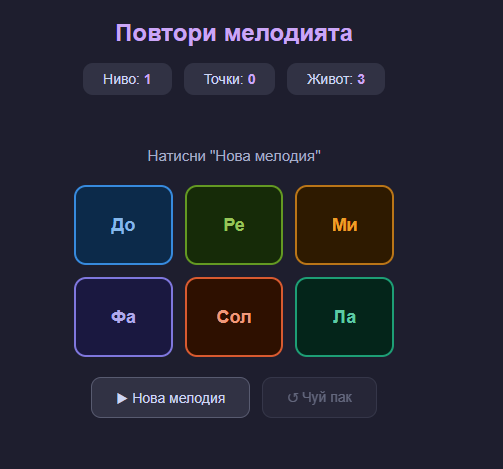 Повтори мелодията
Ниво: 1 Точки: 0 Живот: 3
Натисни "Нова мелодия"
До Ре Ми
Фа Сол Ла
▶ Нова мелодия ↺ Чуй пак